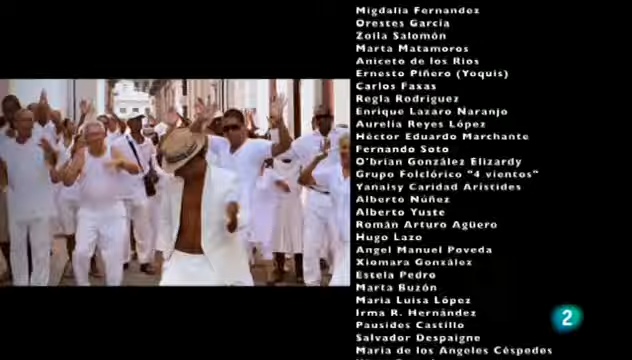 Migdalia Fernandez
Orestes Garcia
Zoila Salomón
Marta Matamoros
Aniceto de los Rios
Ernesto Piñero (Yoquis)
Carlos Faxas
Regla Rodríguez
Enrique Lazaro Naranjo
Aurelia Reyes López
Héctor Eduardo Marchante
Fernando Soto
O'brian González Elizardy
Grupo Folclórico "4 vientos"
Yanaisy Caridad Arístides
Alberto Núñez
Alberto Yuste
Román Arturo Agüero
Hugo Lazo
Angel Manuel Poveda
Xiomara González
Estela Pedro
Marta Buzón
Maria Luisa López
Irma R. Hernández
Pausides Castillo
2
Salvador Despaigne
Maria de los Angeles Céspedes